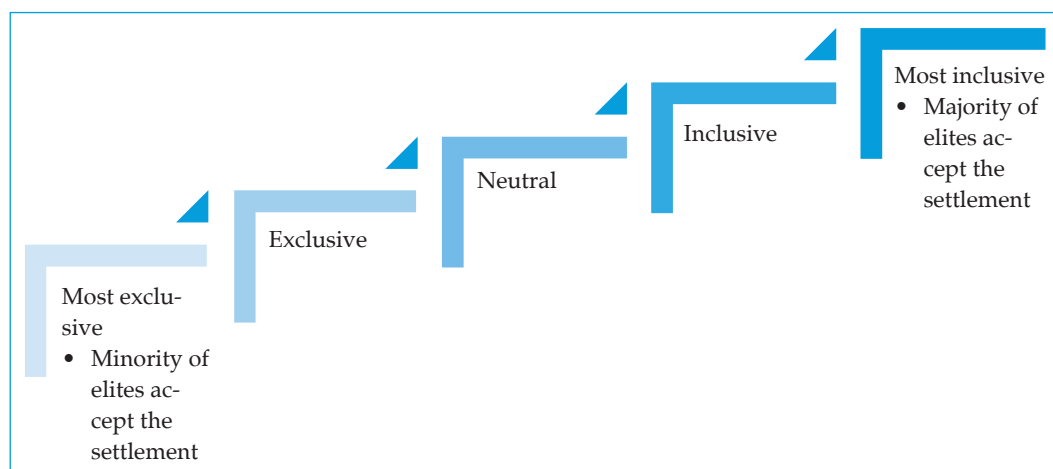 Most exclu-
sive
• Minority of
elites ac-
cept the
settlement
Exclusive
Neutral
Inclusive
Most inclusive
• Majority of
elites ac-
cept the
settlement